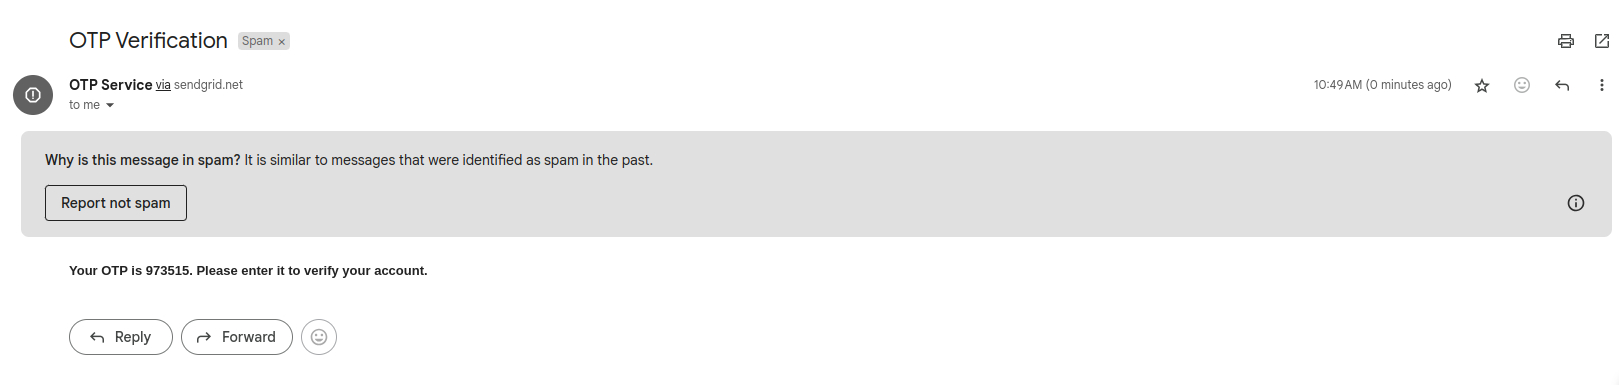 OTP Verification Spam ×
OTP Service via sendgrid.net 10:49 AM (0 minutes ago)
to me
Why is this message in spam? It is similar to messages that were identified as spam in the past.
Report not spam
Your OTP is 973515. Please enter it to verify your account.
Reply Forward